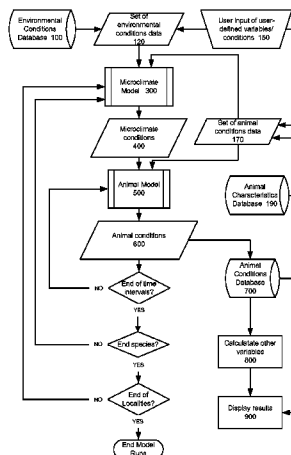 Environmental
Conditions
Database 100
Set of
environmental
conditions data
120
User Input of user-
defined variables/
conditions 150
Microclimate
Model 300
Microclimate
conditions
400
Set of animal
conditions data
170
Animal Model
500
Animal
Characteristics
Database 190
Animal conditions
600
Animal
Conditions
Database
700
NO
End of time
intervals?
YES
Calculate other
variables
800
NO
End species?
YES
NO
End of
Localities?
YES
Display results
900
End Model
Runs